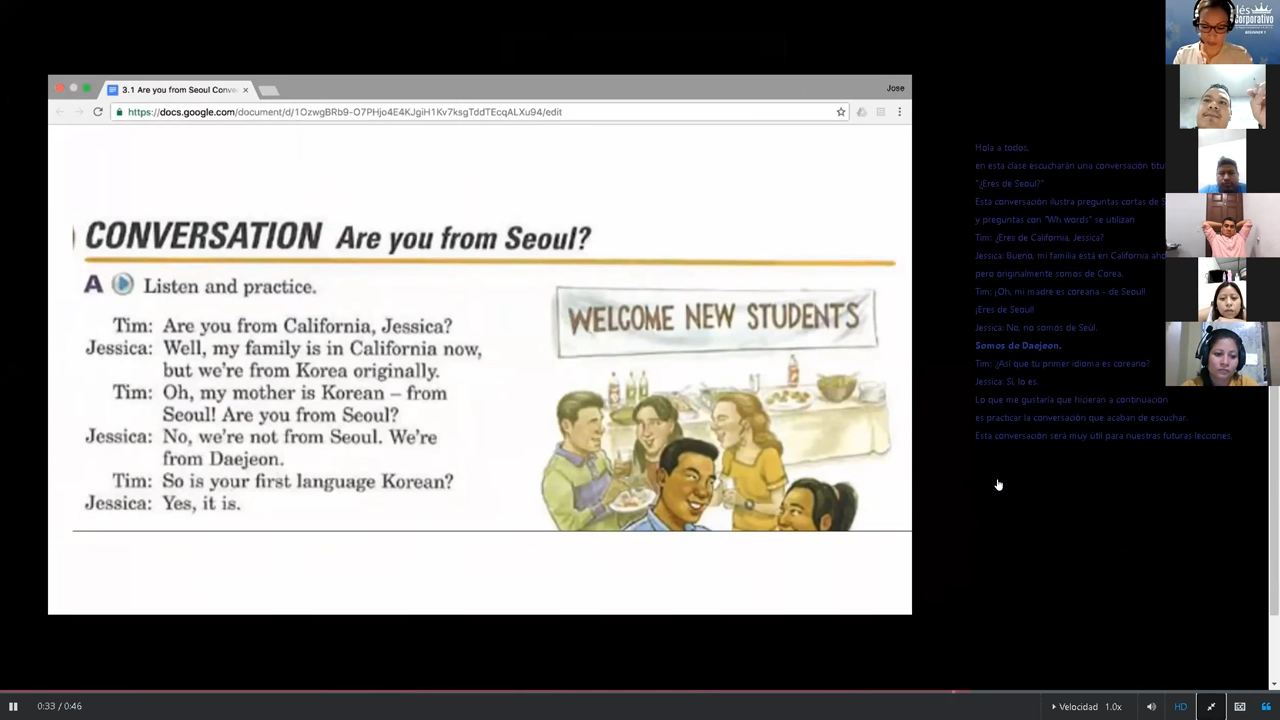 3.1 Are you from Seoul Conve
Jose
https://docs.google.com/document/d/1OzwgBRb9-O7PHjo4E4KJgiH1Kv7ksgTddTEcqALXu94/edit
CONVERSATION Are you from Seoul?
A Listen and practice.
Tim: Are you from California, Jessica?
Jessica: Well, my family is in California now,
but we're from Korea originally.
Tim: Oh, my mother is Korean – from
Seoul! Are you from Seoul?
Jessica: No, we're not from Seoul. We're
from Daejeon.
Tim: So is your first language Korean?
Jessica: Yes, it is.
WELCOME NEW STUDENTS
Hola a todos,
en esta clase escucharán una conversación titu
"¿Eres de Seoul?"
Esta conversación ilustra preguntas cortas de S
y preguntas con "Wh words" se utilizan
Tim: ¿Eres de California, Jessica?
Jessica: Bueno, mi familia está en California aho
pero originalmente somos de Corea.
Tim: ¡Oh, mi madre es coreana - de Seoul!
¡Eres de Seoul!
Jessica: No, no somos de Seúl.
Somos de Daejeon.
Tim: ¿Así que tu primer idioma es coreano?
Jessica: Sí, lo es.
Lo que me gustaría que hicieran a continuación
es practicar la conversación que acaban de escuchar.
Esta conversación será muy útil para nuestras futuras lecciones.
lés
Corporativo
BEGINNER 1
0:33 / 0:46
Velocidad 1.0x
HD